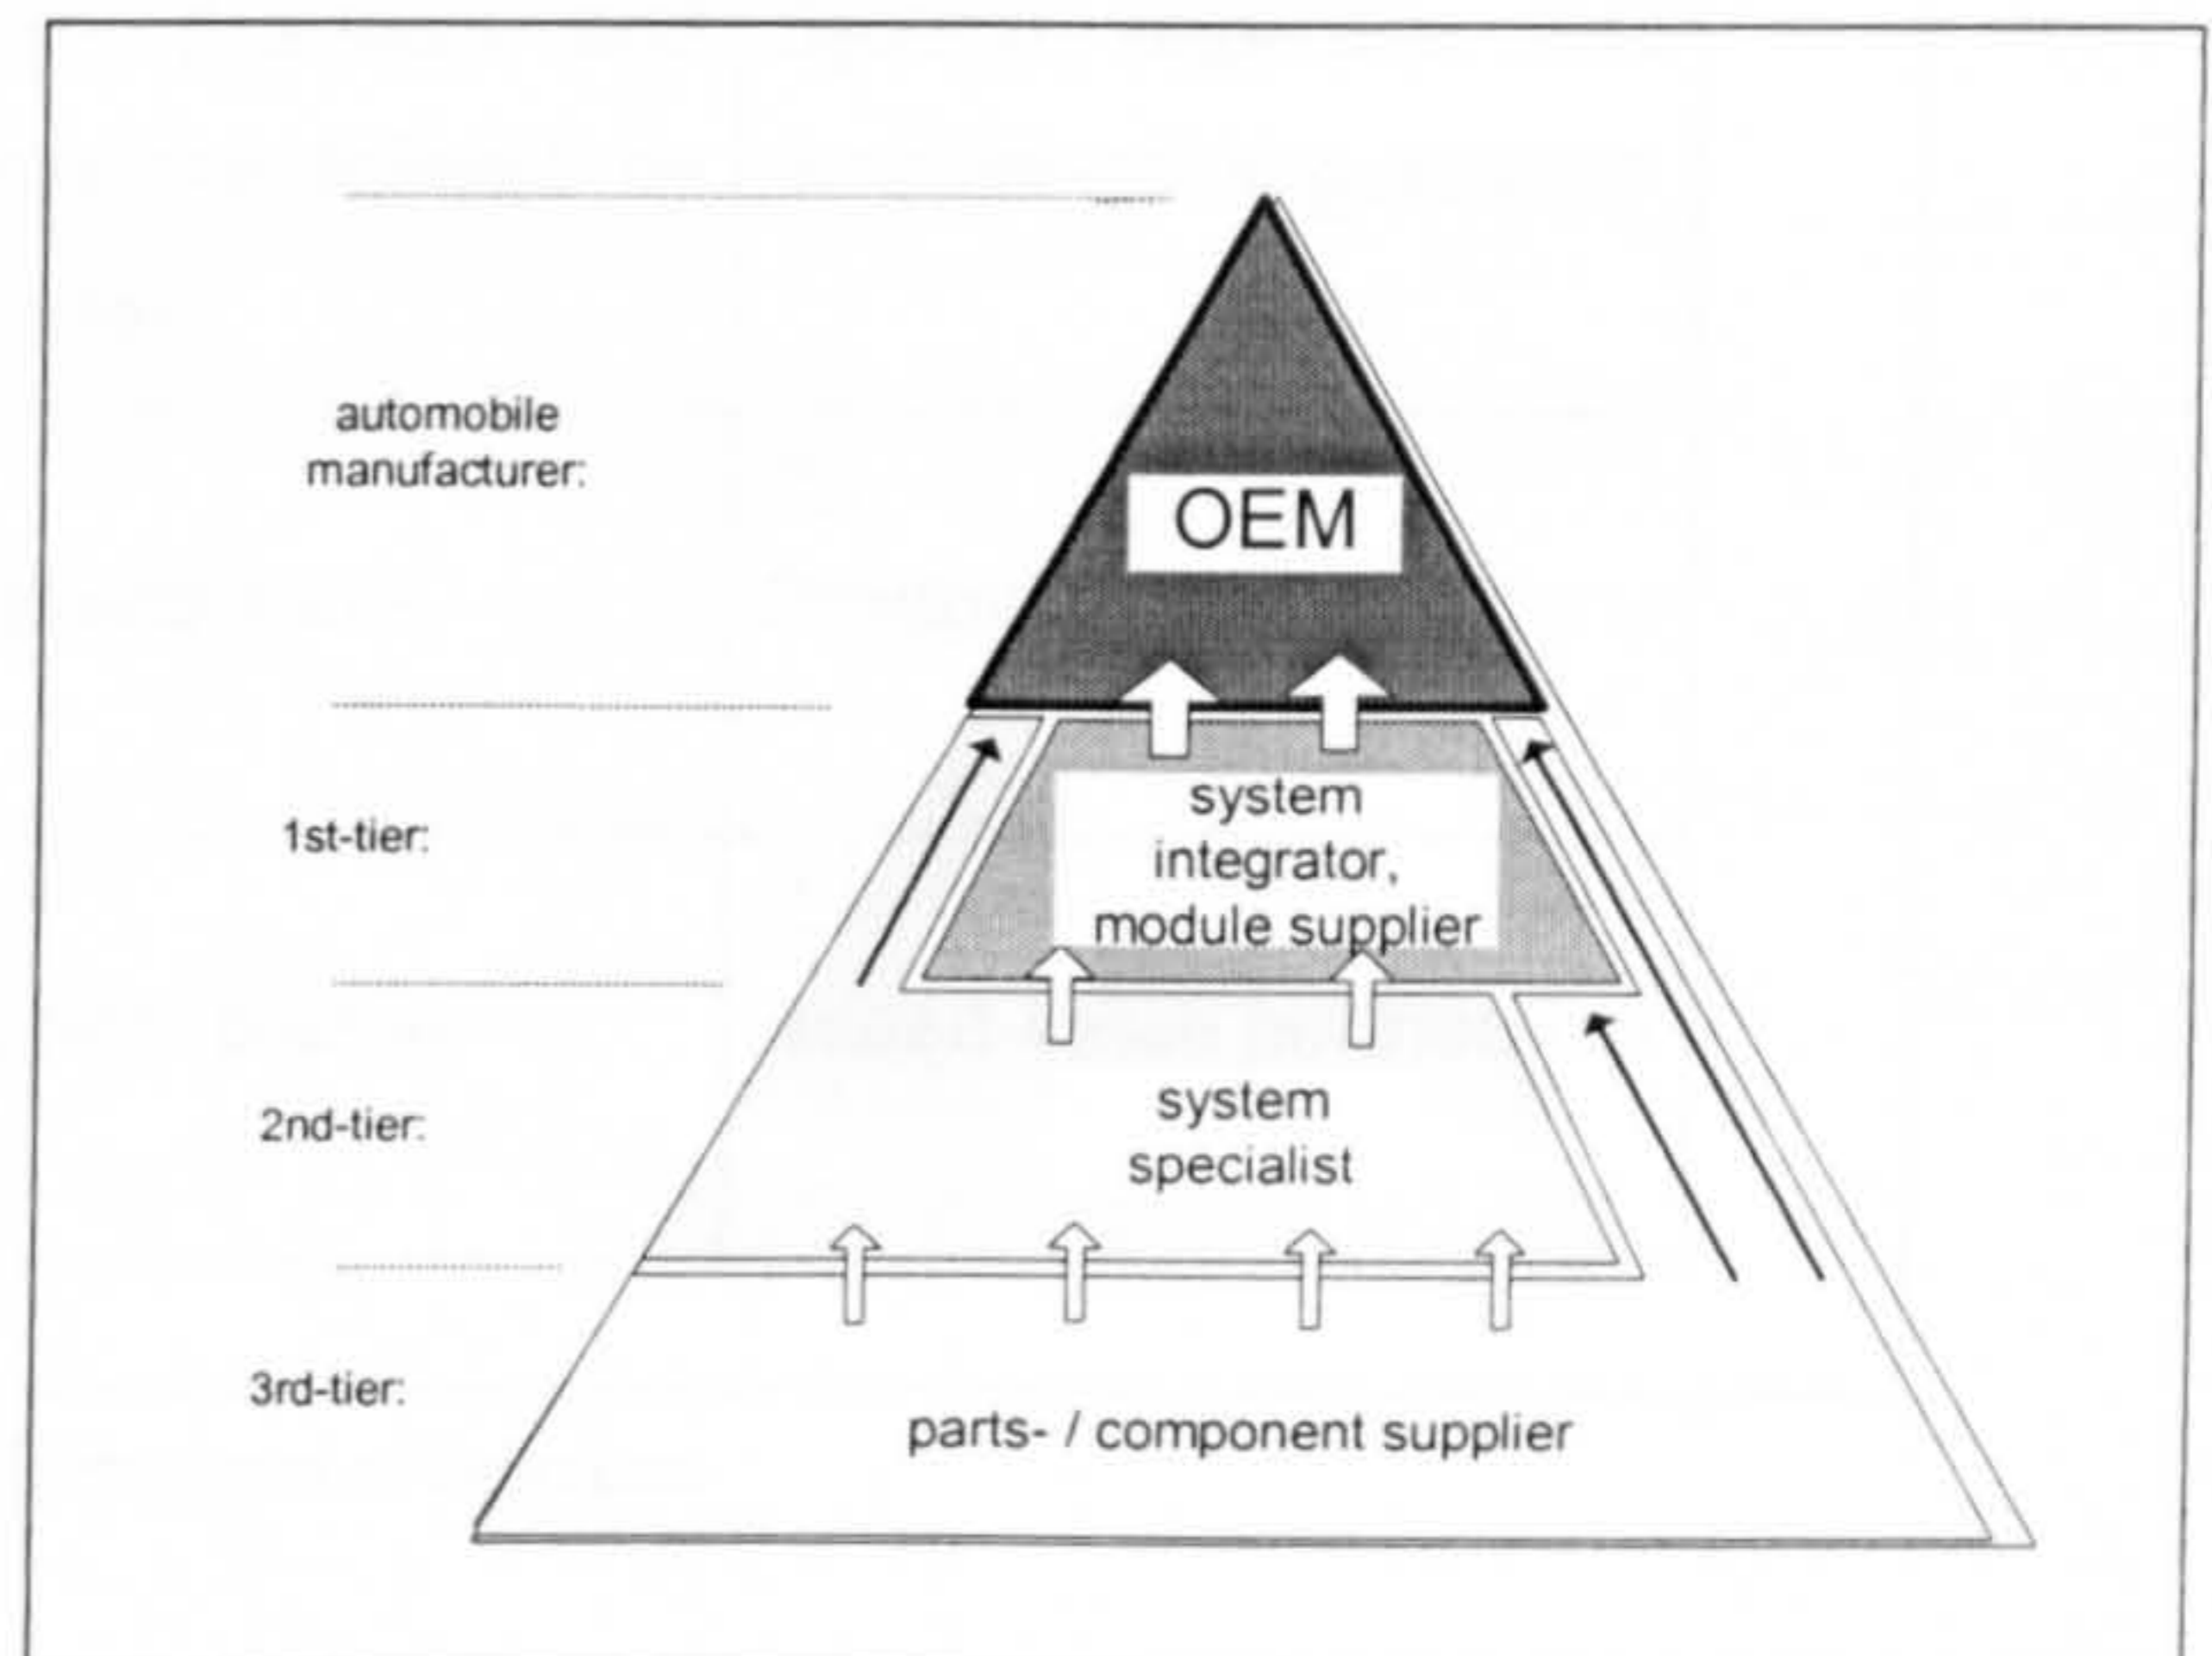 automobile
manufacturer:
OEM
1st-tier:
system
integrator,
module supplier
2nd-tier:
system
specialist
3rd-tier:
parts- / component supplier